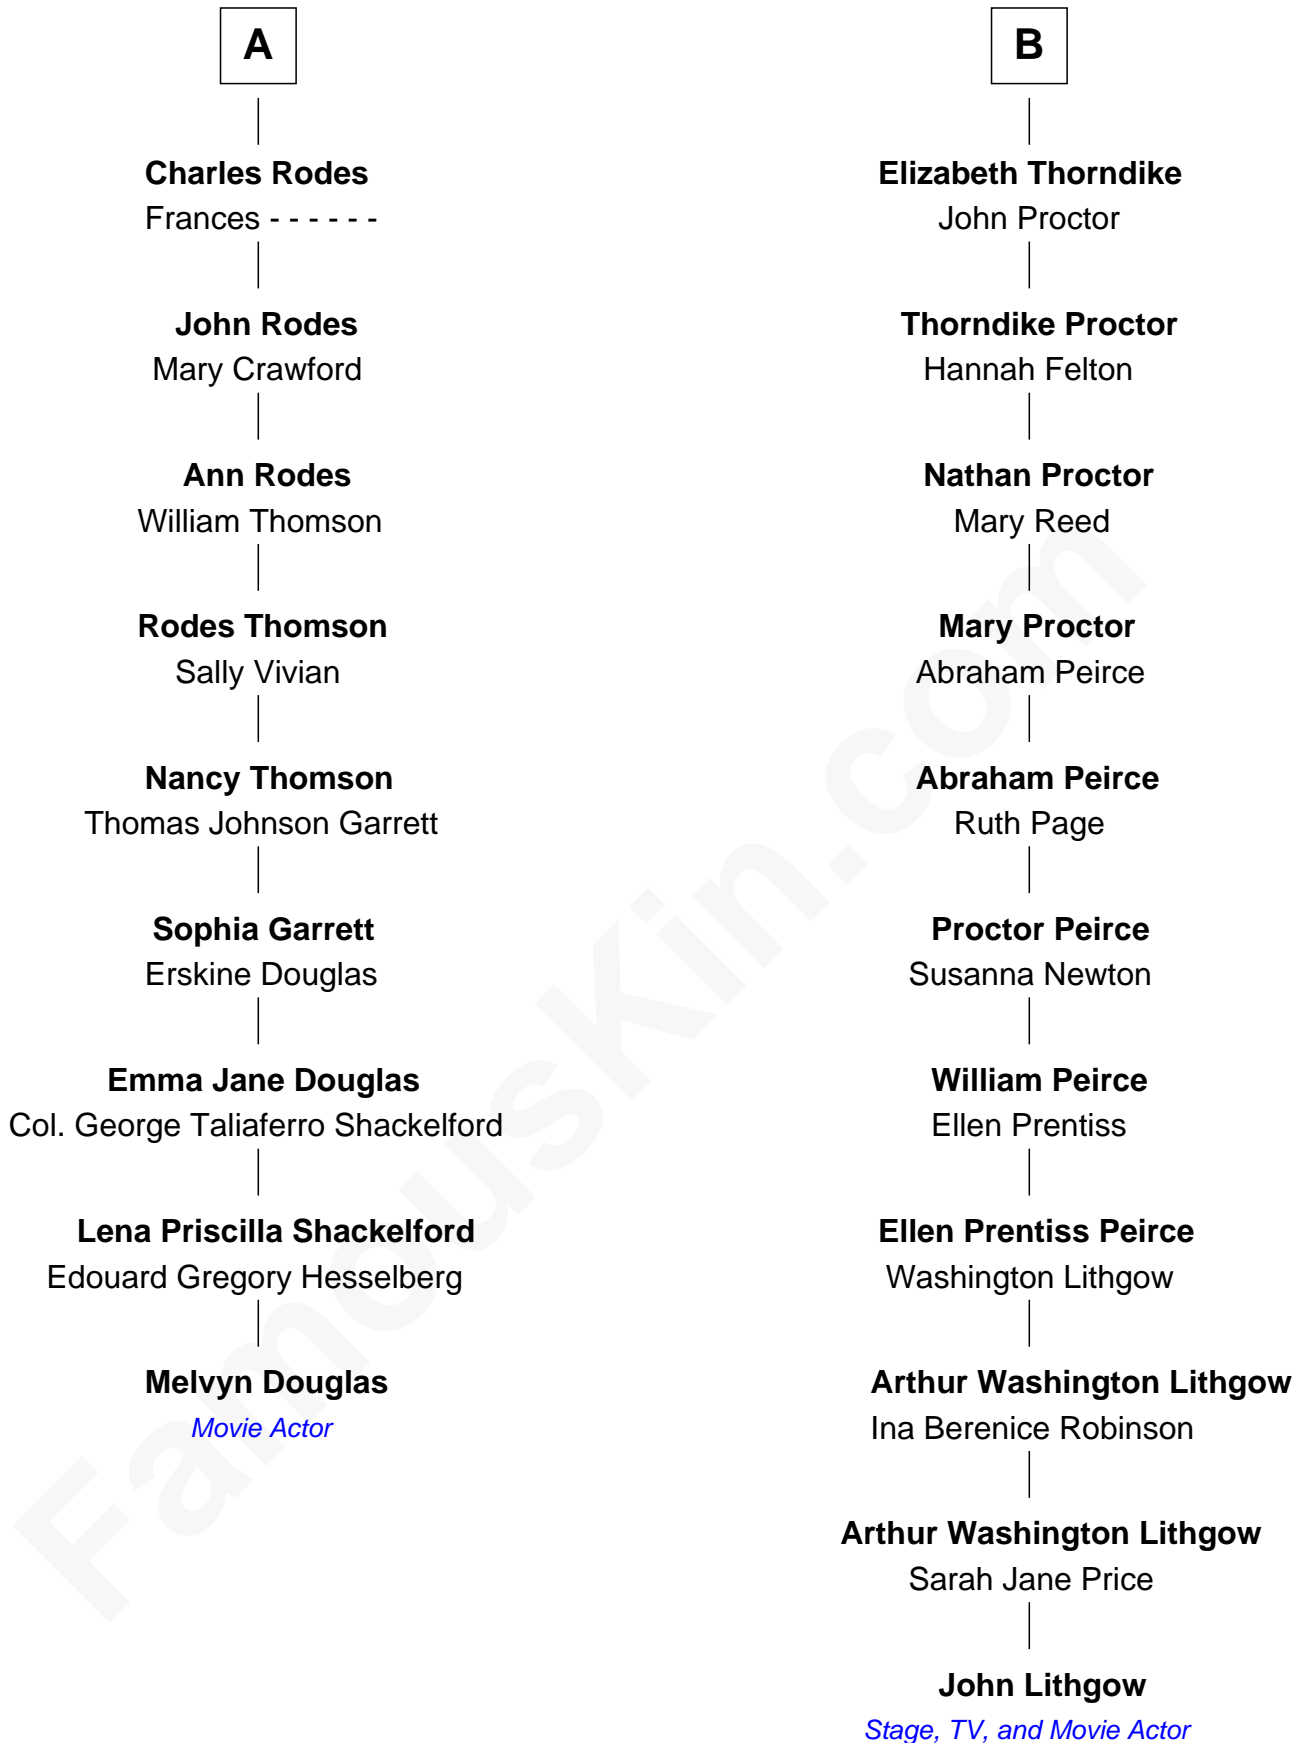 A
Charles Rodes
Frances - - - - - -
John Rodes
Mary Crawford
Ann Rodes
William Thomson
Rodes Thomson
Sally Vivian
Nancy Thomson
Thomas Johnson Garrett
Sophia Garrett
Erskine Douglas
Emma Jane Douglas
Col. George Taliaferro Shackelford
Lena Priscilla Shackelford
Edouard Gregory Hesselberg
Melvyn Douglas
Movie Actor
B
Elizabeth Thorndike
John Proctor
Thorndike Proctor
Hannah Felton
Nathan Proctor
Mary Reed
Mary Proctor
Abraham Peirce
Abraham Peirce
Ruth Page
Proctor Peirce
Susanna Newton
William Peirce
Ellen Prentiss
Ellen Prentiss Peirce
Washington Lithgow
Arthur Washington Lithgow
Ina Berenice Robinson
Arthur Washington Lithgow
Sarah Jane Price
John Lithgow
Stage, TV, and Movie Actor
FamousKin.com